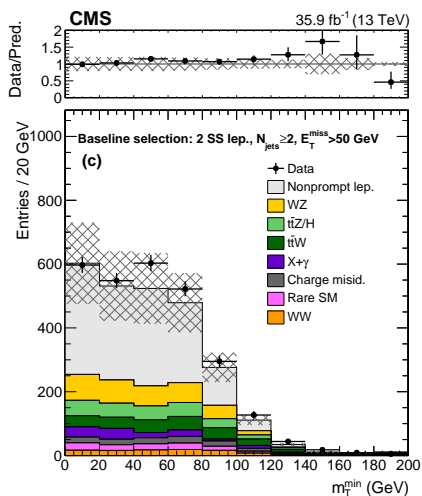 CMS 35.9 fb⁻¹ (13 TeV)
Data/Pred.
2
1.5
1
0.5
0
Entries / 20 GeV
1000
800
600
400
200
0
Baseline selection: 2 SS lep., N_jets≥2, E_T^miss>50 GeV
(c)
Data
Nonprompt lep.
WZ
tt̄Z/H
tt̄W
X+γ
Charge misid.
Rare SM
WW
0 20 40 60 80 100 120 140 160 180 200
m_T^min (GeV)